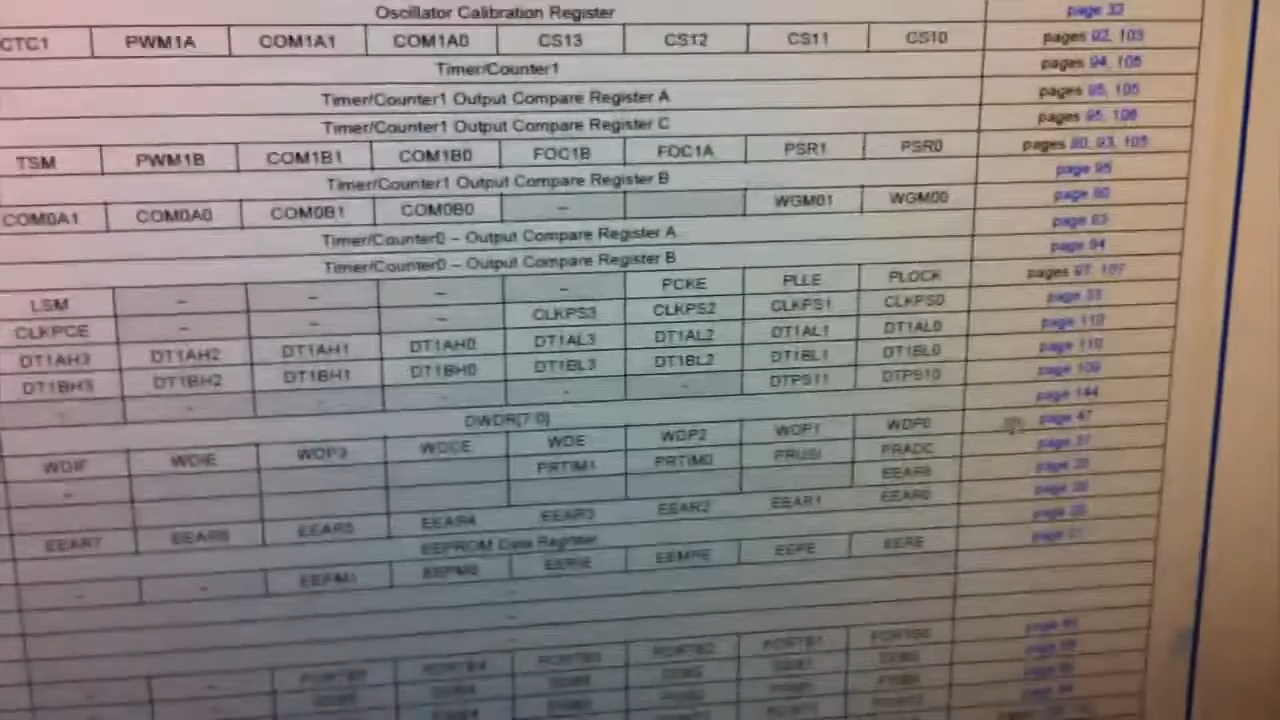 Oscillator Calibration Register page 33
CTC1 PWM1A COM1A1 COM1A0 CS13 CS12 CS11 CS10 pages 92, 103
Timer/Counter1 pages 94, 105
Timer/Counter1 Output Compare Register A pages 95, 105
Timer/Counter1 Output Compare Register C pages 95, 106
TSM PWM1B COM1B1 COM1B0 FOC1B FOC1A PSR1 PSR0 pages 80, 93, 105
Timer/Counter1 Output Compare Register B page 95
COM0A1 COM0A0 COM0B1 COM0B0 – WGM01 WGM00 page 80
Timer/Counter0 – Output Compare Register A page 83
Timer/Counter0 – Output Compare Register B page 84
LSM – – – – PCKE PLLE PLOCK pages 97, 107
CLKPCE – – – CLKPS3 CLKPS2 CLKPS1 CLKPS0 page 33
DT1AH3 DT1AH2 DT1AH1 DT1AH0 DT1AL3 DT1AL2 DT1AL1 DT1AL0 page 110
DT1BH3 DT1BH2 DT1BH1 DT1BH0 DT1BL3 DT1BL2 DT1BL1 DT1BL0 page 110
- - - - - - DTPS11 DTPS10 page 109
DWDR[7:0] page 144
WDIF WDIE WDP3 WDCE WDE WDP2 WDP1 WDP0 page 47
– PRTIM1 PRTIM0 PRUSI PRADC page 37
EEAR8 page
EEAR7 EEAR6 EEAR5 EEAR4 EEAR3 EEAR2 EEAR1 EEAR0 page
EEPROM Data Register page
- - EEPM1 EEPM0 EERIE EEMPE EEPE EERE page
- - PORTB5 PORTB4 PORTB3 PORTB2 PORTB1 PORTB0 page